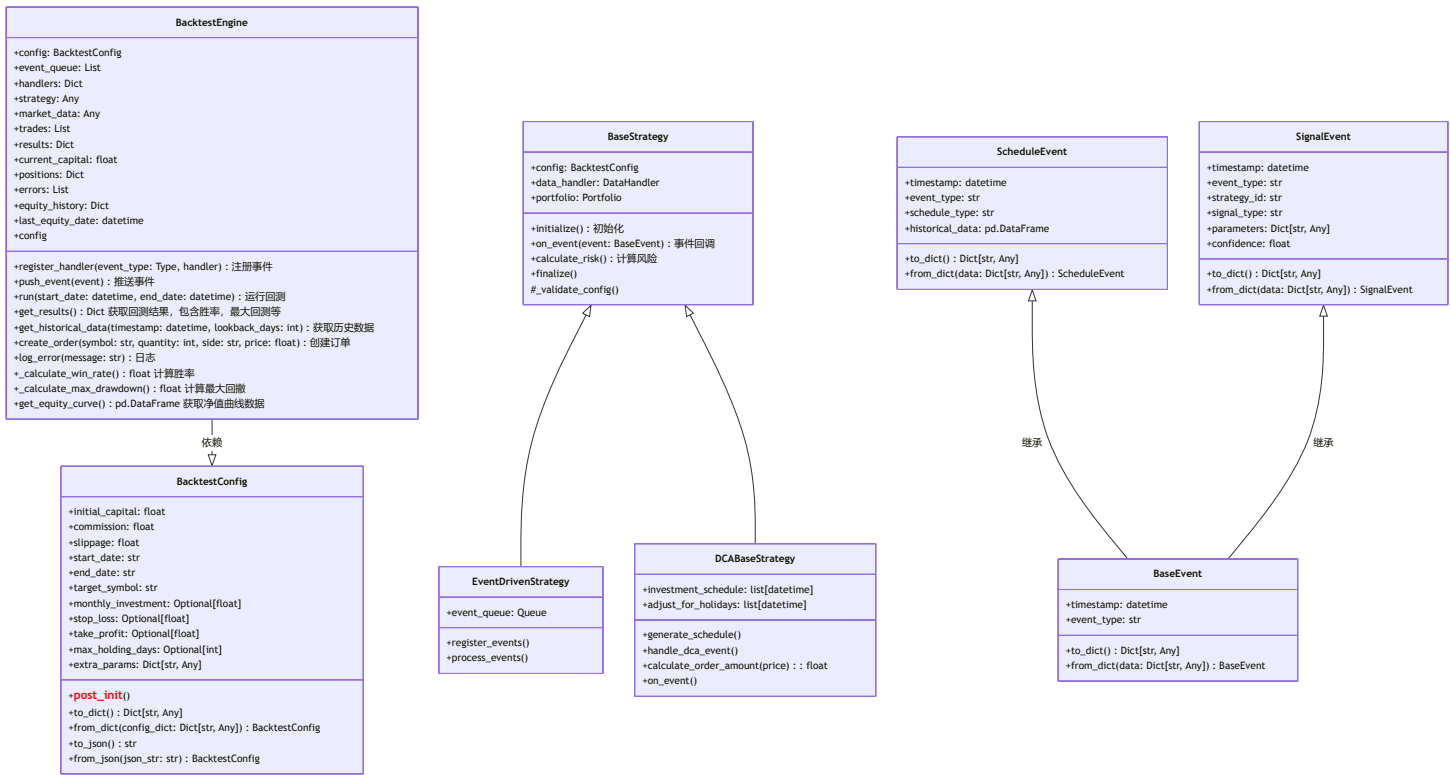 BacktestEngine
+config: BacktestConfig
+event_queue: List
+handlers: Dict
+strategy: Any
+market_data: Any
+trades: List
+results: Dict
+current_capital: float
+positions: Dict
+errors: List
+equity_history: Dict
+last_equity_date: datetime
+config
+register_handler(event_type: Type, handler) : 注册事件
+push_event(event) : 推送事件
+run(start_date: datetime, end_date: datetime) : 运行回测
+get_results() : Dict 获取回测结果，包含胜率，最大回测等
+get_historical_data(timestamp: datetime, lookback_days: int) : 获取历史数据
+create_order(symbol: str, quantity: int, side: str, price: float) : 创建订单
+log_error(message: str) : 日志
+_calculate_win_rate() : float 计算胜率
+_calculate_max_drawdown() : float 计算最大回撤
+get_equity_curve() : pd.DataFrame 获取净值曲线数据
依赖
BacktestConfig
+initial_capital: float
+commission: float
+slippage: float
+start_date: str
+end_date: str
+target_symbol: str
+monthly_investment: Optional[float]
+stop_loss: Optional[float]
+take_profit: Optional[float]
+max_holding_days: Optional[int]
+extra_params: Dict[str, Any]
+post_init()
+to_dict() : Dict[str, Any]
+from_dict(config_dict: Dict[str, Any]) : BacktestConfig
+to_json() : str
+from_json(json_str: str) : BacktestConfig
BaseStrategy
+config: BacktestConfig
+data_handler: DataHandler
+portfolio: Portfolio
+initialize() : 初始化
+on_event(event: BaseEvent) : 事件回调
+calculate_risk() : 计算风险
+finalize()
#_validate_config()
EventDrivenStrategy
+event_queue: Queue
+register_events()
+process_events()
DCABaseStrategy
+investment_schedule: list[datetime]
+adjust_for_holidays: list[datetime]
+generate_schedule()
+handle_dca_event()
+calculate_order_amount(price) : : float
+on_event()
ScheduleEvent
+timestamp: datetime
+event_type: str
+schedule_type: str
+historical_data: pd.DataFrame
+to_dict() : Dict[str, Any]
+from_dict(data: Dict[str, Any]) : ScheduleEvent
SignalEvent
+timestamp: datetime
+event_type: str
+strategy_id: str
+signal_type: str
+parameters: Dict[str, Any]
+confidence: float
+to_dict() : Dict[str, Any]
+from_dict(data: Dict[str, Any]) : SignalEvent
继承
继承
BaseEvent
+timestamp: datetime
+event_type: str
+to_dict() : Dict[str, Any]
+from_dict(data: Dict[str, Any]) : BaseEvent